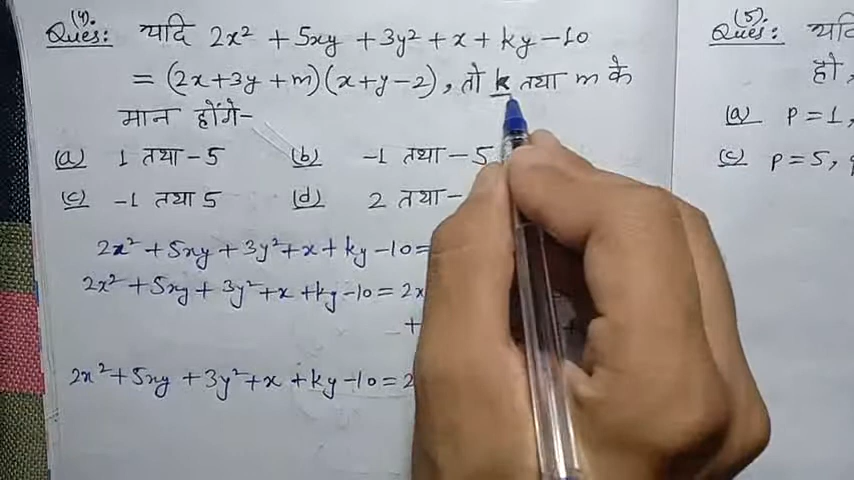 (4).
Ques: यदि 2x² + 5xy + 3y² + x + ky - 10
= (2x+3y + m)(x+y-2), तो k तथा m के
मान होंगे-
(a) 1 तथा - 5 (b) -1 तथा - 5
(c) -1 तथा 5 (d) 2 तथा -
2x² + 5xy + 3y² + x + ky - 10 =
2x² + 5xy + 3y² + x + ky - 10 = 2x
+
2x² + 5xy + 3y² + x + ky - 10 = 2
(5).
Ques: यदि
हो,
(a) P = 1,
(c) P = 5,